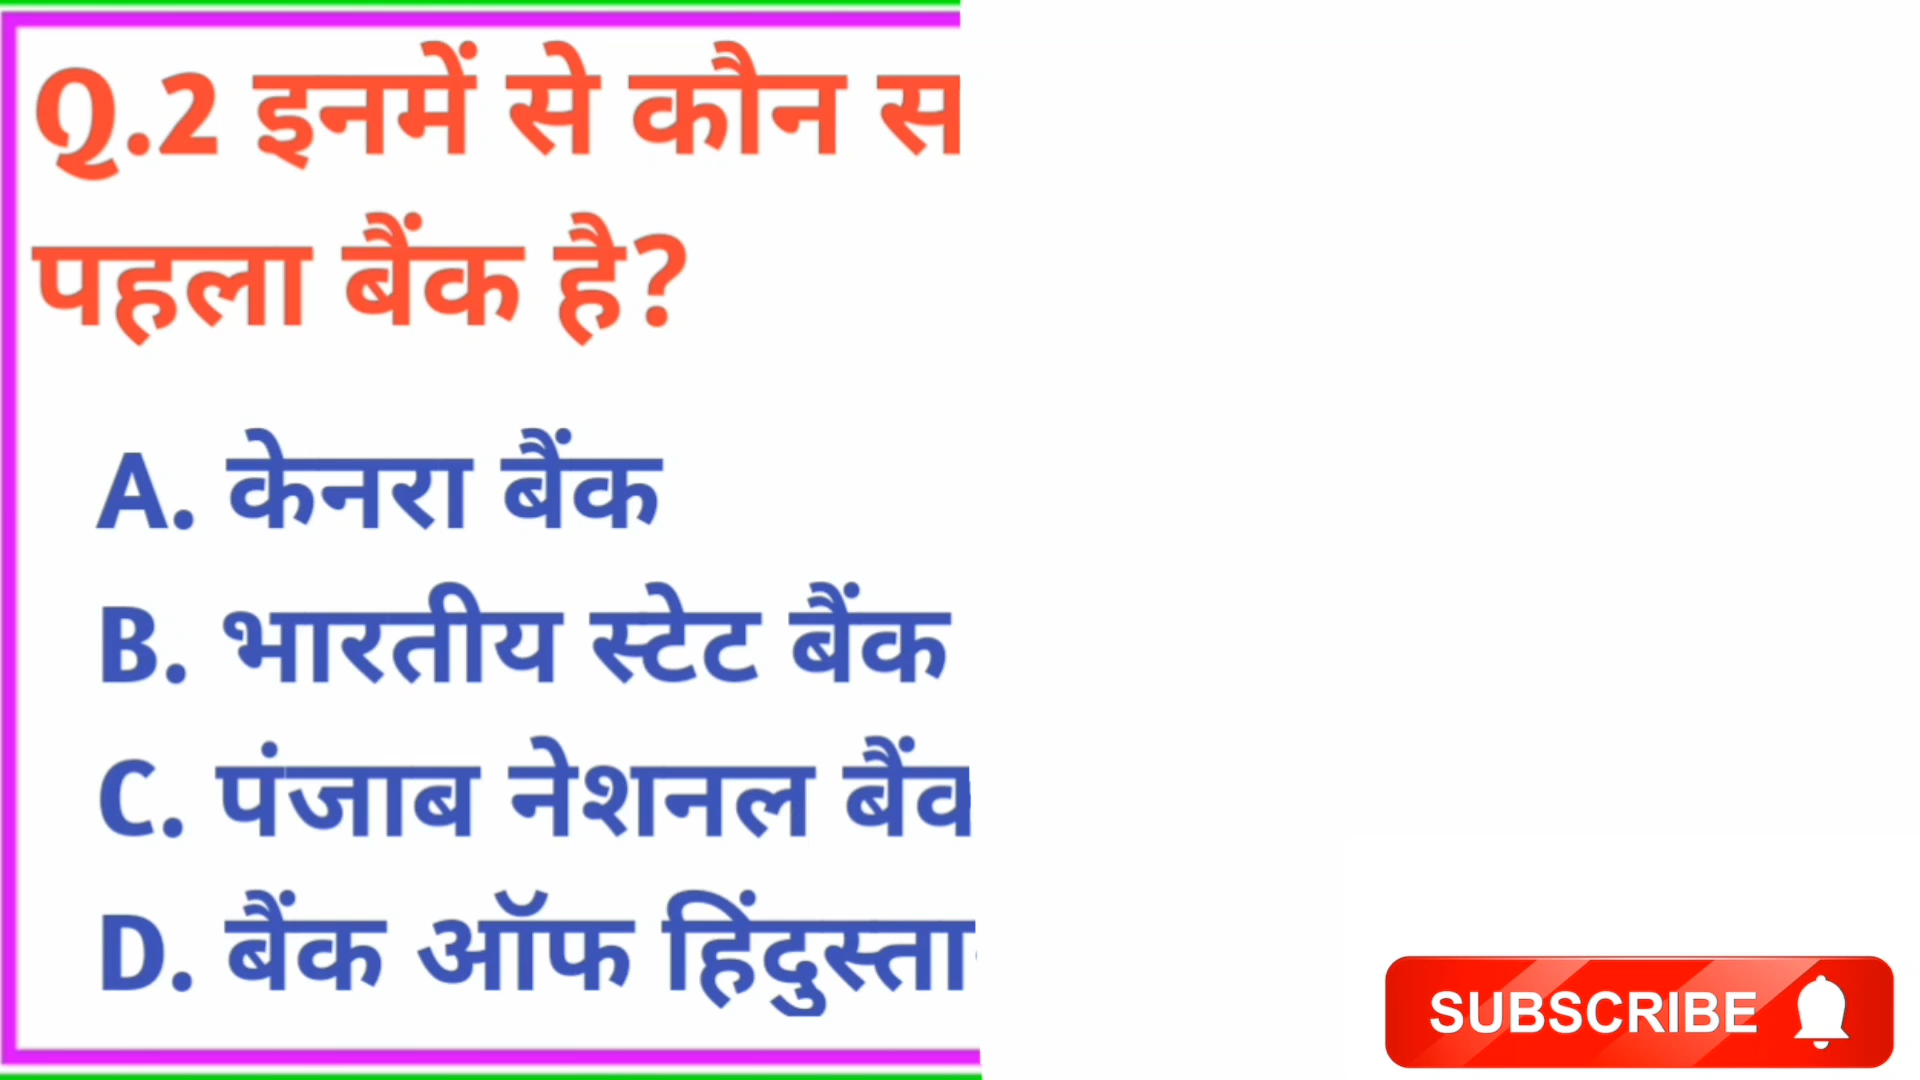 Q.2 इनमें से कौन स
पहला बैंक है?
A. केनरा बैंक
B. भारतीय स्टेट बैंक
C. पंजाब नेशनल
D. बैंक ऑफ
SUBSCRIBE